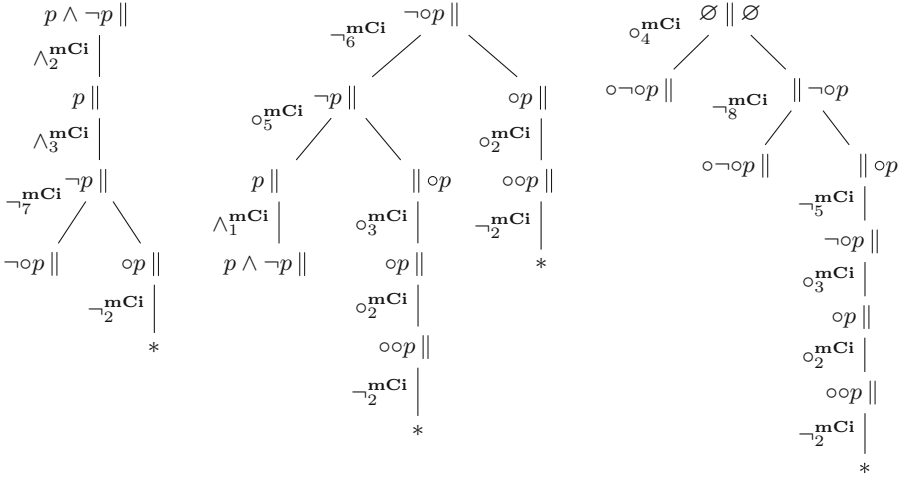 p ∧ ¬p ∥ ¬∘p ∥ ∅ ∥ ∅
∧₂^mCi ¬₆^mCi ∘₄^mCi
p ∥ ¬p ∥ ∘p ∥ ∘¬∘p ∥ ∥ ¬∘p
∧₃^mCi ∘₅^mCi ∘₂^mCi ¬₈^mCi
¬p ∥ p ∥ ∥ ∘p ∘∘p ∥ ∘¬∘p ∥ ∥ ∘p
¬₇^mCi ∧₁^mCi ∘₃^mCi ¬₂^mCi ¬₅^mCi
¬∘p ∥ ∘p ∥ p ∧ ¬p ∥ ∘p ∥ * ¬∘p ∥
¬₂^mCi ∘₂^mCi ∘₃^mCi
* ∘∘p ∥ ∘p ∥
¬₂^mCi ∘₂^mCi
* ∘∘p ∥
¬₂^mCi
*